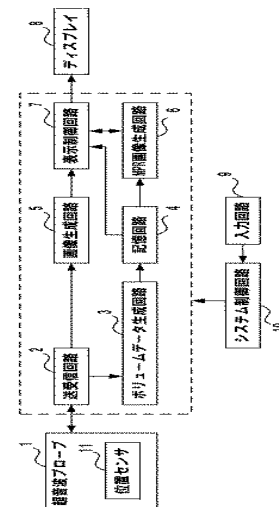 1
超音波プローブ
11
位置センサ
2
送受信回路
3
ボリュームデータ生成回路
5
画像生成回路
4
記憶回路
7
表示制御回路
6
MPR画像生成回路
8
ディスプレイ
9
入力回路
システム制御回路
10